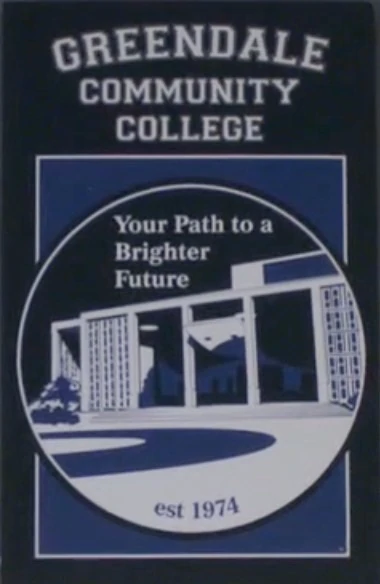 GREENDALE
COMMUNITY
COLLEGE
Your Path to a
Brighter
Future
est 1974